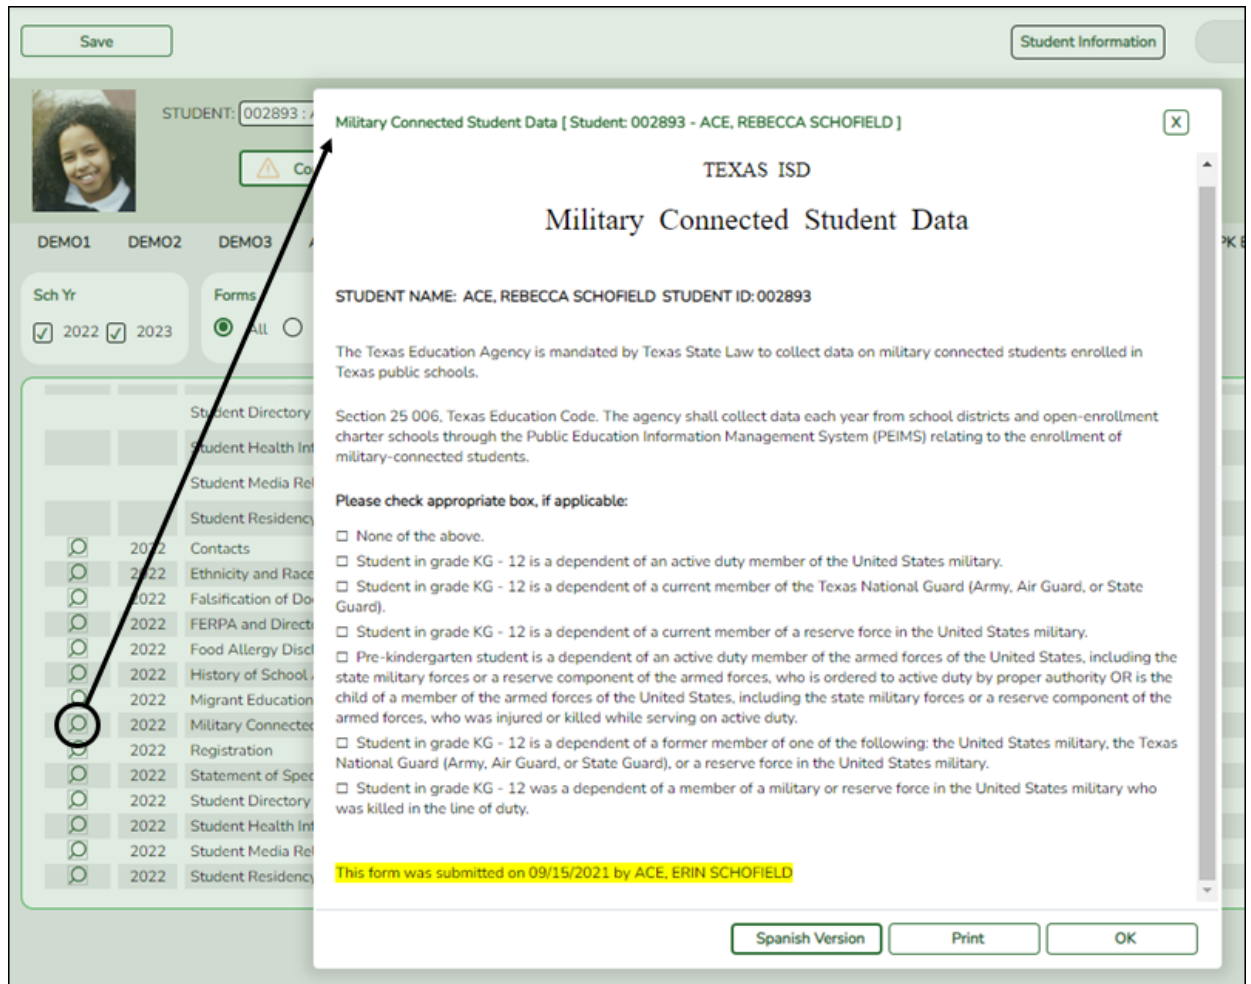 Save
Student Information
STUDENT: 002893 :
Co
DEMO1 DEMO2 DEMO3
Sch Yr
2022 2023
Forms
All
Student Directory
Student Health Inf
Student Media Rel
Student Residency
2022 Contacts
2022 Ethnicity and Race
2022 Falsification of Do
2022 FERPA and Direct
2022 Food Allergy Discl
2022 History of School
2022 Migrant Education
2022 Military Connected
2022 Registration
2022 Statement of Spec
2022 Student Directory
2022 Student Health Inf
2022 Student Media Rel
2022 Student Residency
Military Connected Student Data [ Student: 002893 - ACE, REBECCA SCHOFIELD ]
X
TEXAS ISD
Military Connected Student Data
STUDENT NAME: ACE, REBECCA SCHOFIELD STUDENT ID: 002893
The Texas Education Agency is mandated by Texas State Law to collect data on military connected students enrolled in
Texas public schools.
Section 25 006, Texas Education Code. The agency shall collect data each year from school districts and open-enrollment
charter schools through the Public Education Information Management System (PEIMS) relating to the enrollment of
military-connected students.
Please check appropriate box, if applicable:
☐ None of the above.
☐ Student in grade KG - 12 is a dependent of an active duty member of the United States military.
☐ Student in grade KG - 12 is a dependent of a current member of the Texas National Guard (Army, Air Guard, or State
Guard).
☐ Student in grade KG - 12 is a dependent of a current member of a reserve force in the United States military.
☐ Pre-kindergarten student is a dependent of an active duty member of the armed forces of the United States, including the
state military forces or a reserve component of the armed forces, who is ordered to active duty by proper authority OR is the
child of a member of the armed forces of the United States, including the state military forces or a reserve component of the
armed forces, who was injured or killed while serving on active duty.
☐ Student in grade KG - 12 is a dependent of a former member of one of the following: the United States military, the Texas
National Guard (Army, Air Guard, or State Guard), or a reserve force in the United States military.
☐ Student in grade KG - 12 was a dependent of a member of a military or reserve force in the United States military who
was killed in the line of duty.
This form was submitted on 09/15/2021 by ACE, ERIN SCHOFIELD
Spanish Version Print OK
PK E